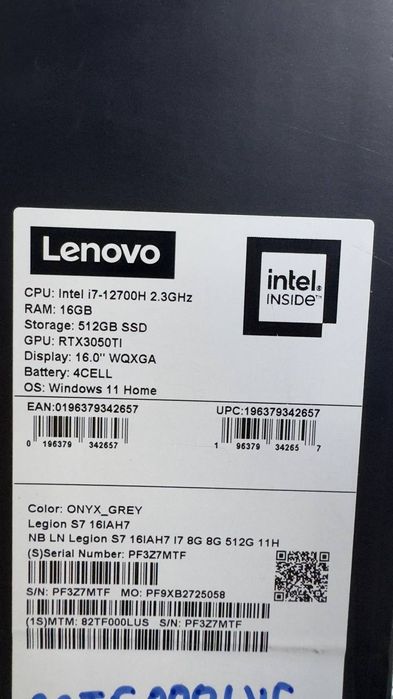 Lenovo
intel.
INSIDE™
CPU: Intel i7-12700H 2.3GHz
RAM: 16GB
Storage: 512GB SSD
GPU: RTX3050TI
Display: 16.0" WQXGA
Battery: 4CELL
OS: Windows 11 Home
EAN:0196379342657
UPC:196379342657
0 196379 342657
1 96379 34265 7
Color: ONYX_GREY
Legion S7 16IAH7
NB LN Legion S7 16IAH7 I7 8G 8G 512G 11H
(S)Serial Number: PF3Z7MTF
S/N: PF3Z7MTF MO: PF9XB2725058
(1S)MTM: 82TF000LUS S/N: PF3Z7MTF